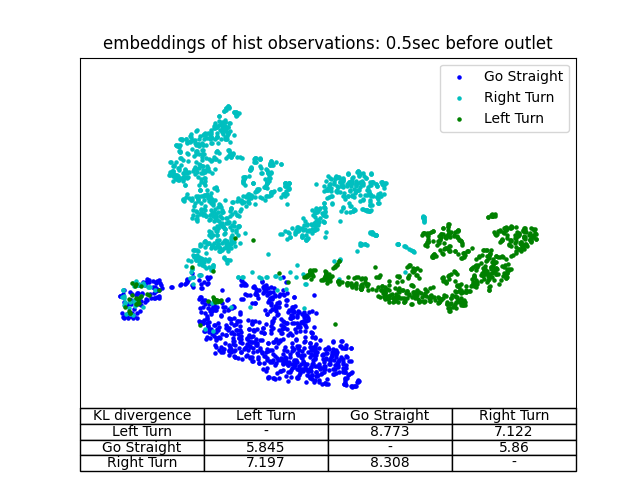 embeddings of hist observations: 0.5sec before outlet
Go Straight
Right Turn
Left Turn
KL divergence Left Turn Go Straight Right Turn
Left Turn - 8.773 7.122
Go Straight 5.845 - 5.86
Right Turn 7.197 8.308 -